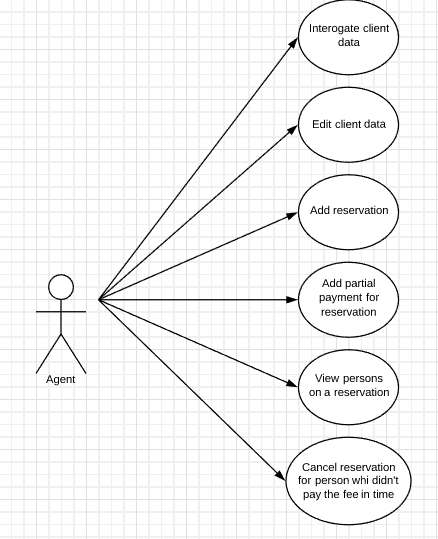 Interogate client
data
Edit client data
Add reservation
Add partial
payment for
reservation
View persons
on a reservation
Agent
Cancel reservation
for person whi didn't
pay the fee in time